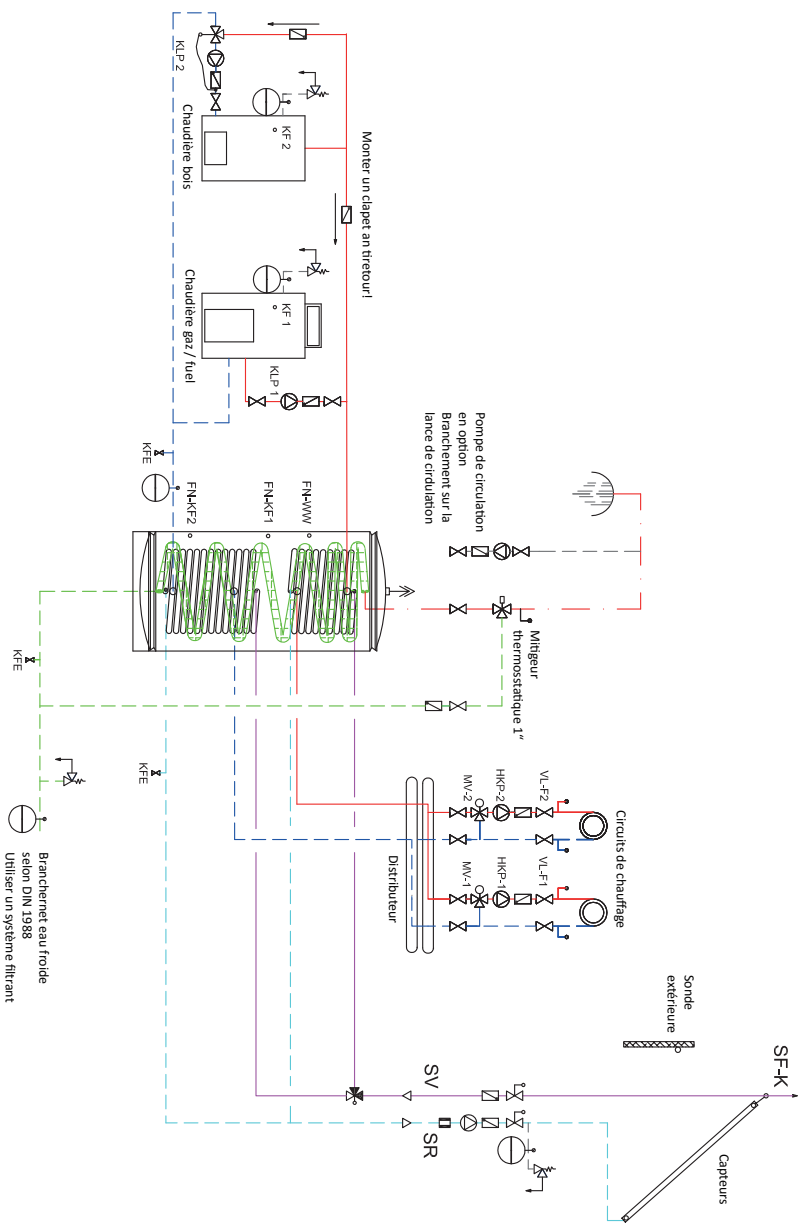 KLP 2
Chaudière bois
KF 2
Monter un clapet an tiretour!
Chaudière gaz / fuel
KF 1
KLP 1
KFE
FN-KF2
FN-KF1
FN-WW
Pompe de circulation
en option
Branchement sur la
lance de cirdulation
Mitigeur
thermosstatique 1“
KFE
KFE
Branchernet eau froide
selon DIN 1988
Utiliser un système filtrant
MV-2
HKP-2
VL-F2
Circuits de chauffage
MV-1
HKP-1
VL-F1
Distributeur
Sonde
extérieure
SF-K
SV
SR
Capteurs